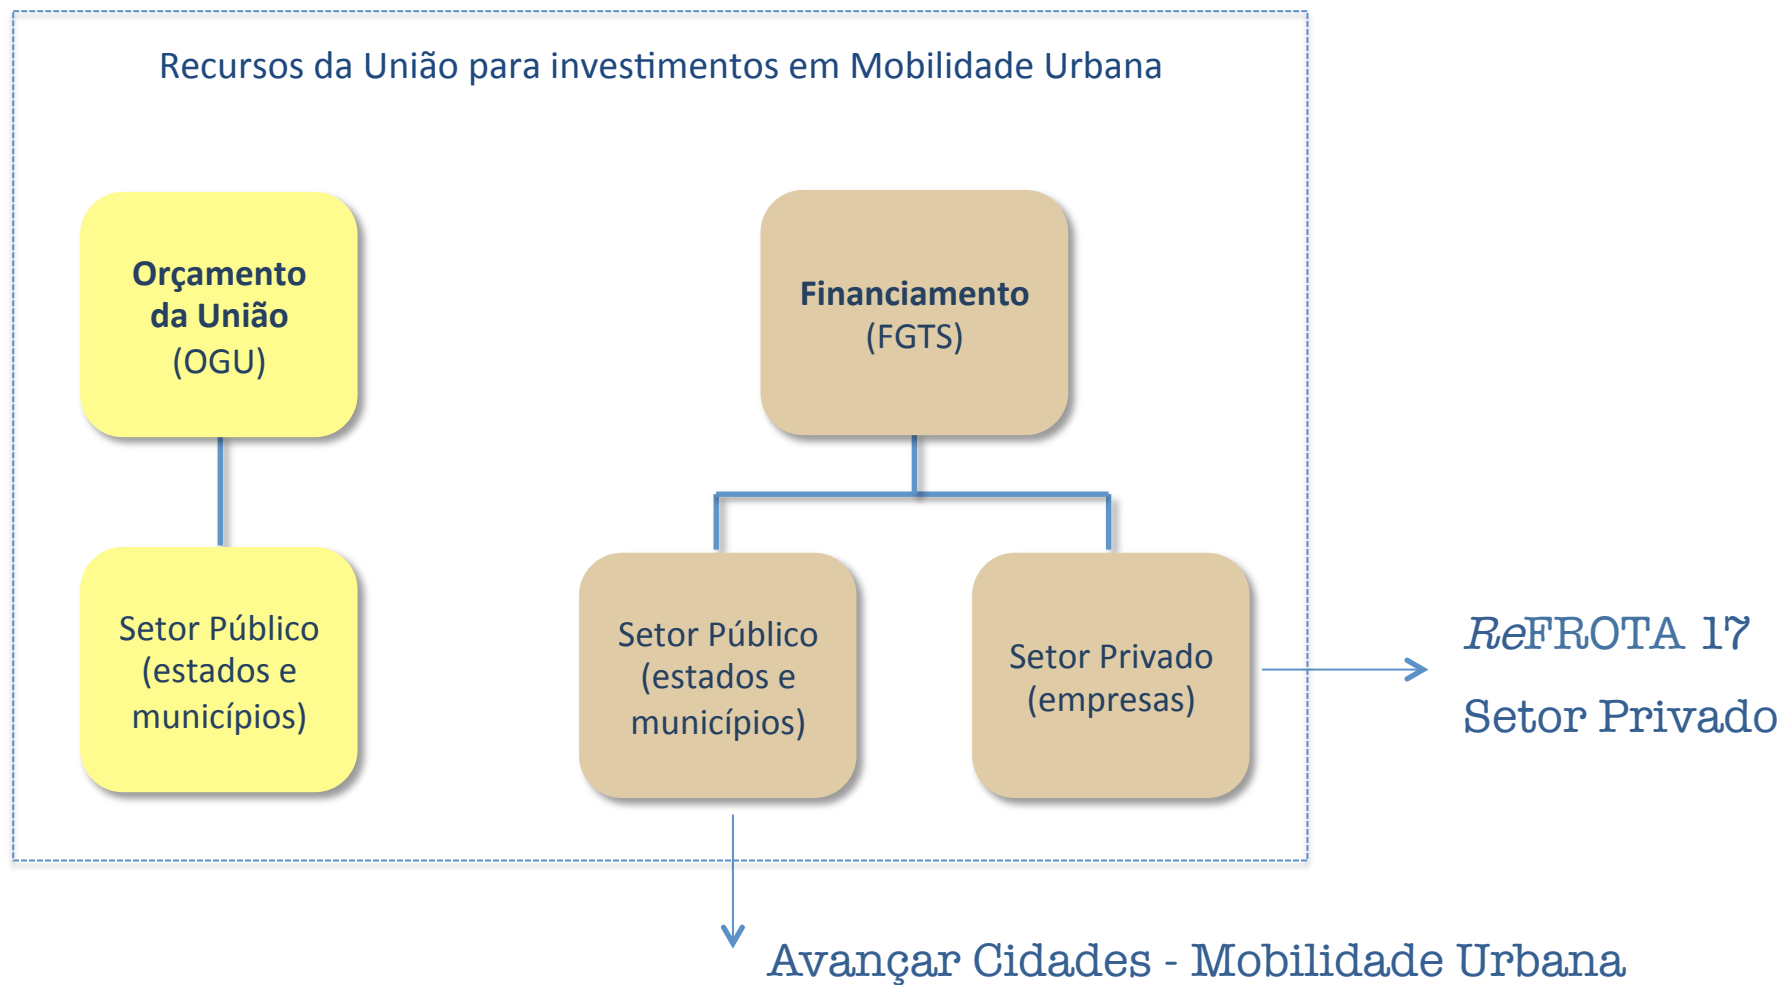 Recursos da União para investimentos em Mobilidade Urbana
Orçamento
da União
(OGU)
Financiamento
(FGTS)
Setor Público
(estados e
municípios)
Setor Público
(estados e
municípios)
Setor Privado
(empresas)
ReFROTA 17
Setor Privado
Avançar Cidades - Mobilidade Urbana